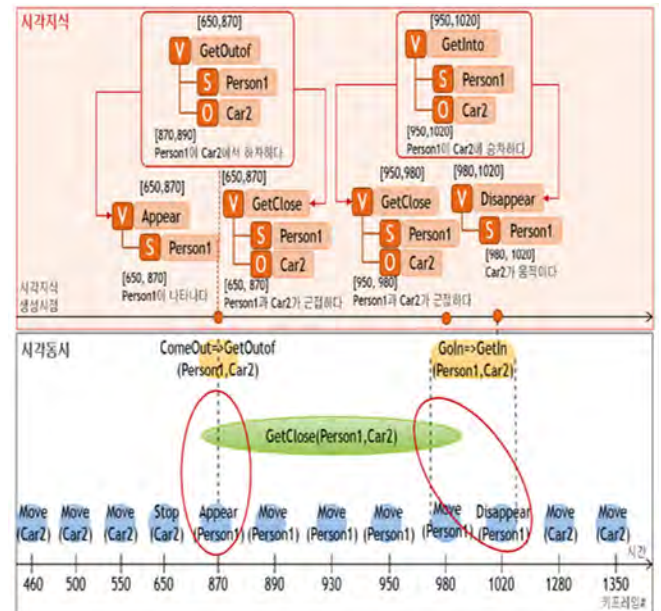 시각지식
[650,870]
V GetOutof
S Person1
O Car2
[870,890]
Person1이 Car2에서 하차하다
[950,1020]
V GetInto
S Person1
O Car2
[950,1020]
Person1이 Car2에 승차하다
[650,870]
V Appear
S Person1
[650, 870]
Person1이 나타나다
[650,870]
V GetClose
S Person1
O Car2
[650, 870]
Person1과 Car2가 근접하다
[950,980]
V GetClose
S Person1
O Car2
[950, 980]
Person1과 Car2가 근접하다
[980,1020]
V Disappear
S Person1
[980, 1020]
Car2가 움직이다
시각지식
생성시점
시각동시
ComeOut=>GetOutof
(Person1,Car2)
GoIn=>GetIn
(Person1,Car2)
GetClose(Person1,Car2)
Move Move Move Stop Appear Move Move Move Move Disappear Move Move
(Car2) (Car2) (Car2) (Car2) (Person1) (Person1) (Person1) (Person1) (Person1) (Person1) (Car2) (Car2)
시간
460 500 550 650 870 890 930 950 980 1020 1280 1350
키프레임#